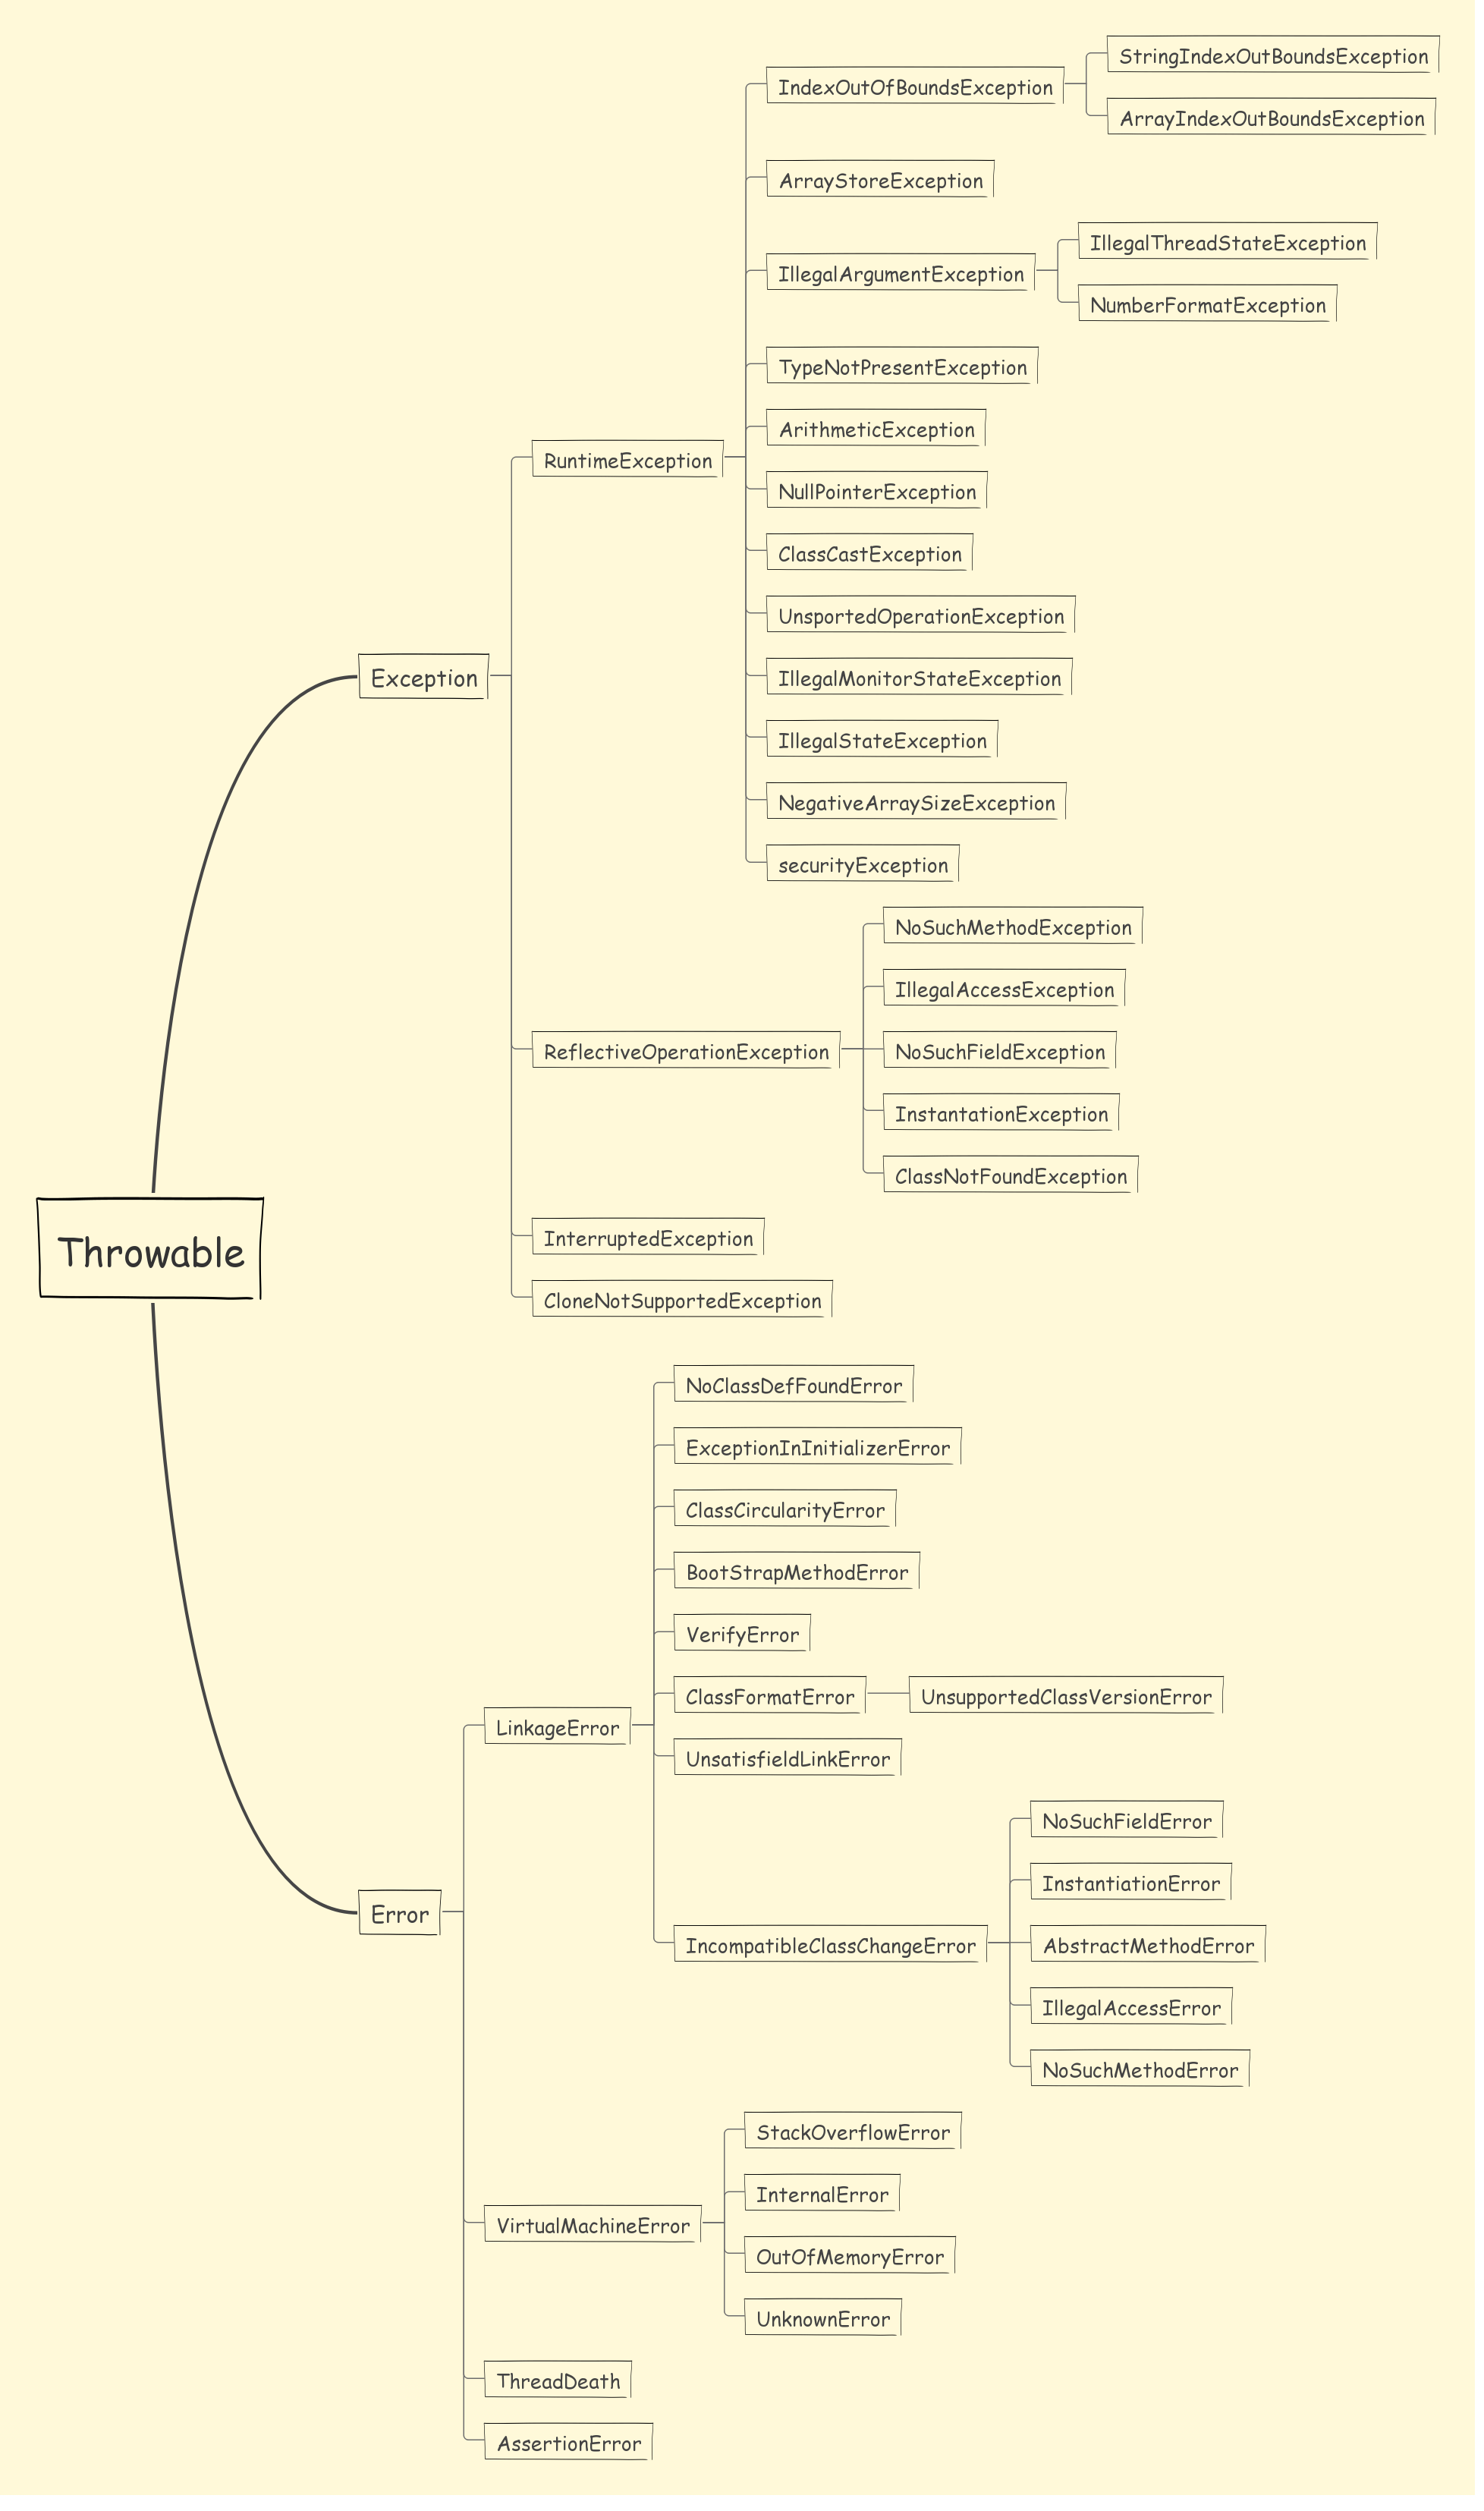 StringIndexOutBoundsException
IndexOutOfBoundsException
ArrayIndexOutBoundsException
ArrayStoreException
IllegalThreadStateException
IllegalArgumentException
NumberFormatException
TypeNotPresentException
ArithmeticException
RuntimeException
NullPointerException
ClassCastException
UnsportedOperationException
Exception
IllegalMonitorStateException
IllegalStateException
NegativeArraySizeException
securityException
NoSuchMethodException
IllegalAccessException
ReflectiveOperationException
NoSuchFieldException
InstantationException
ClassNotFoundException
InterruptedException
Throwable
CloneNotSupportedException
NoClassDefFoundError
ExceptionInInitializerError
ClassCircularityError
BootStrapMethodError
VerifyError
ClassFormatError
UnsupportedClassVersionError
LinkageError
UnsatisfieldLinkError
NoSuchFieldError
InstantiationError
Error
IncompatibleClassChangeError
AbstractMethodError
IllegalAccessError
NoSuchMethodError
StackOverflowError
InternalError
VirtualMachineError
OutOfMemoryError
UnknownError
ThreadDeath
AssertionError